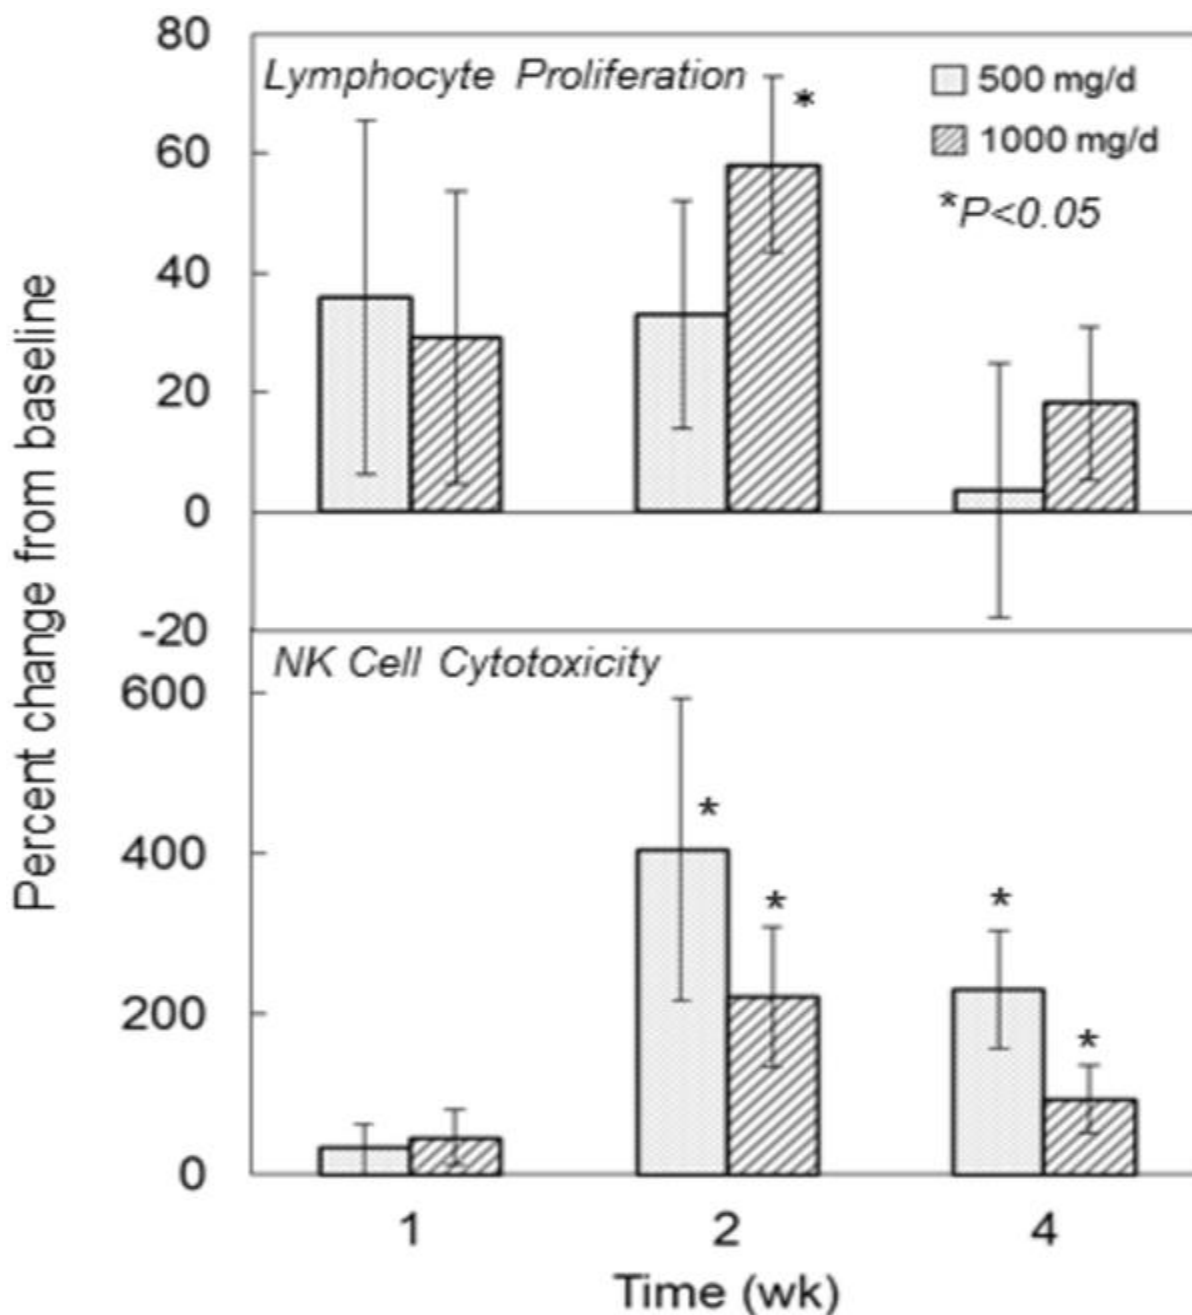 Percent change from baseline
80
60
40
20
0
-20
Lymphocyte Proliferation
*
500 mg/d
1000 mg/d
*P<0.05
600
400
200
0
NK Cell Cytotoxicity
*
*
*
*
1 2 4
Time (wk)